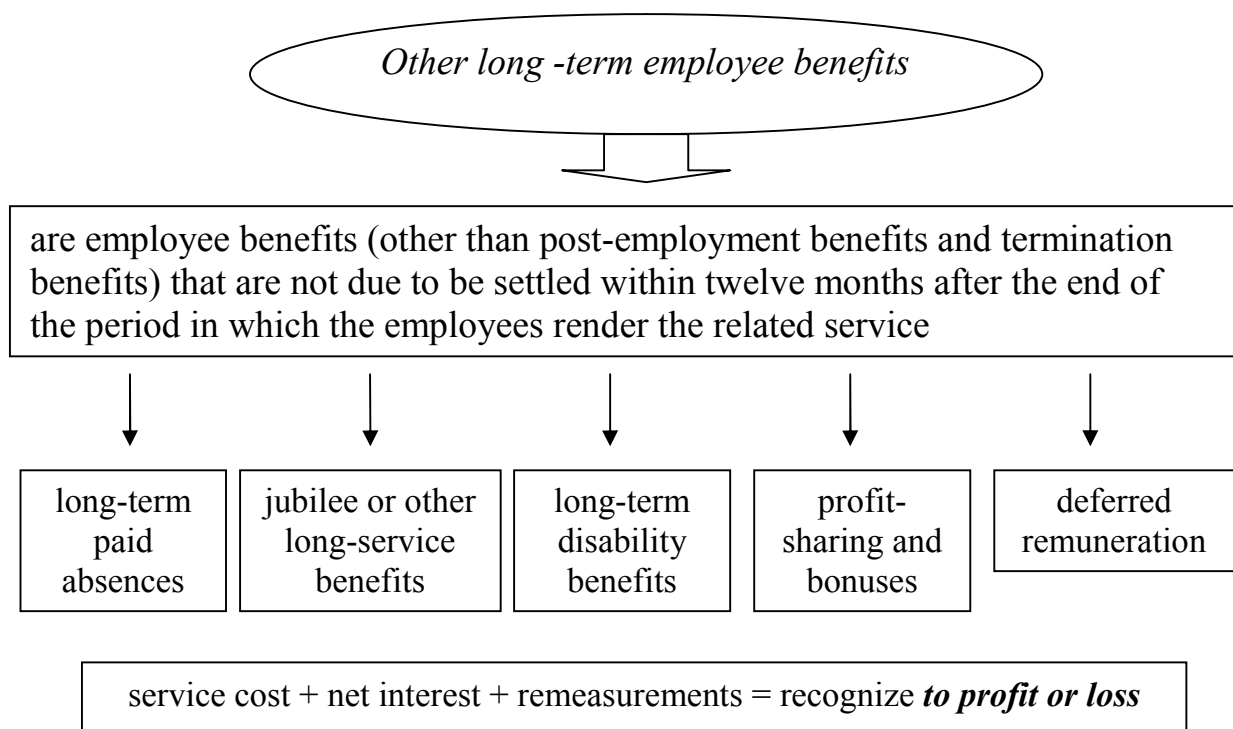 Other long -term employee benefits
are employee benefits (other than post-employment benefits and termination
benefits) that are not due to be settled within twelve months after the end of
the period in which the employees render the related service
long-term
paid
absences
jubilee or other
long-service
benefits
long-term
disability
benefits
profit-
sharing and
bonuses
deferred
remuneration
service cost + net interest + remeasurements = recognize to profit or loss